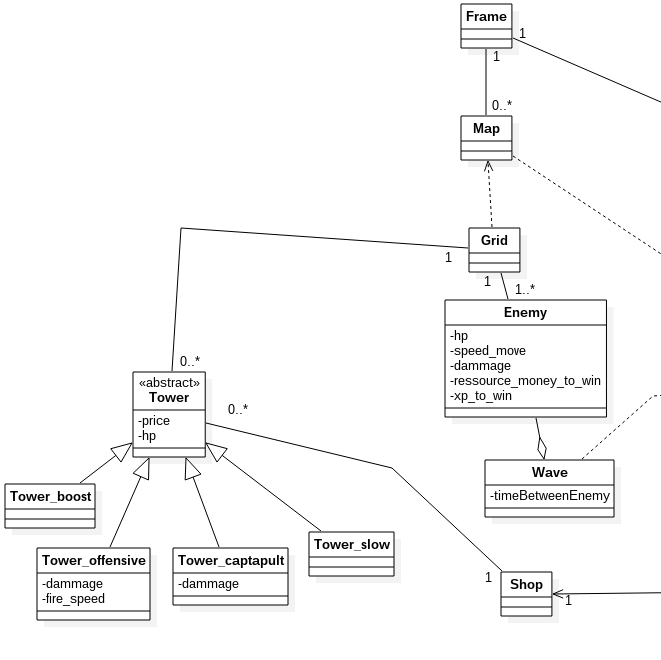 Frame
1
1
0..*
Map
Grid
1
1
1..*
Enemy
-hp
-speed_move
-dammage
-ressource_money_to_win
-xp_to_win
0..*
«abstract»
Tower
-price
-hp
0..*
Wave
-timeBetweenEnemy
Tower_boost
Tower_offensive
-dammage
-fire_speed
Tower_captapult
-dammage
Tower_slow
1
Shop
1